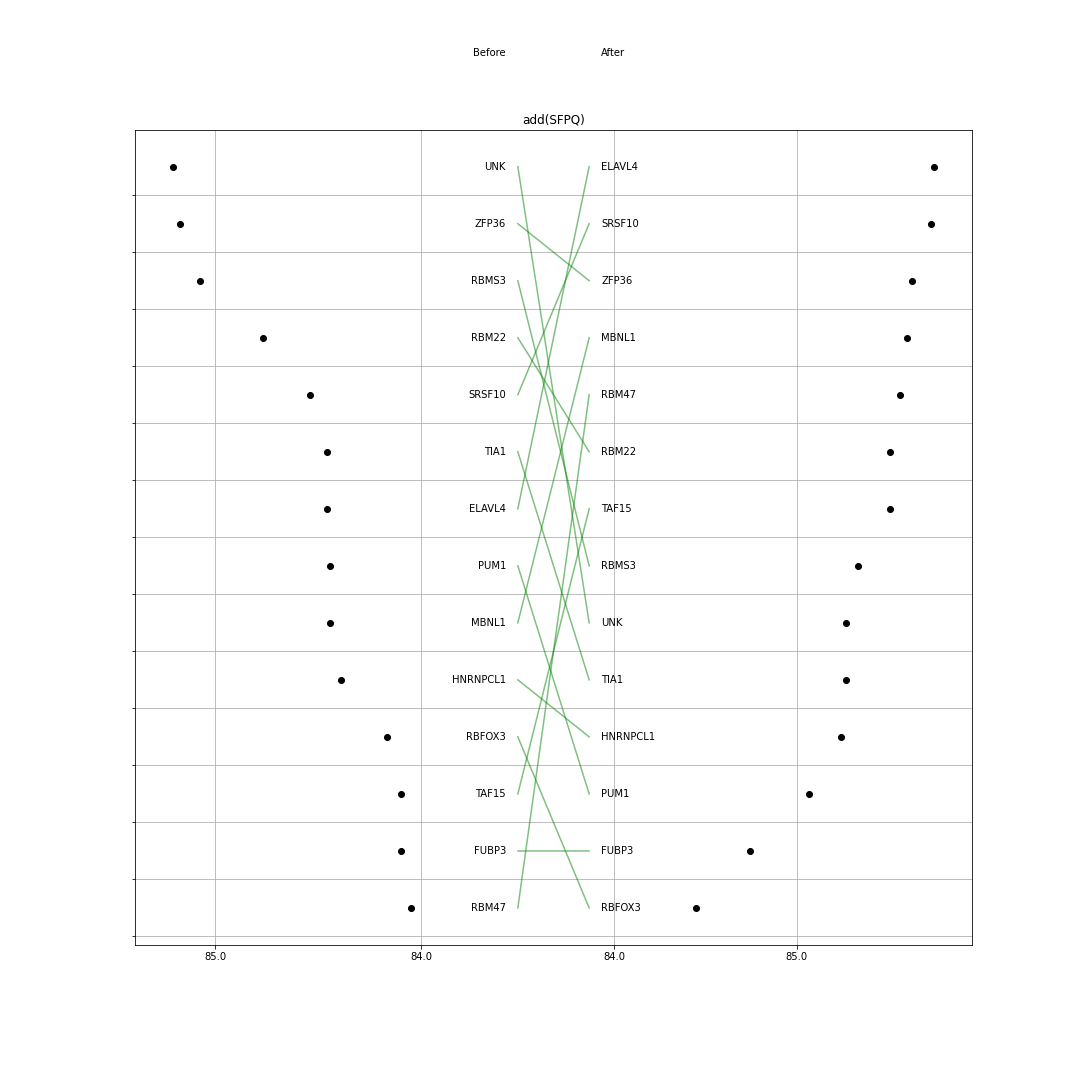 Before After
add(SFPQ)
UNK ELAVL4
ZFP36 SRSF10
RBMS3 ZFP36
RBM22 MBNL1
SRSF10 RBM47
TIA1 RBM22
ELAVL4 TAF15
PUM1 RBMS3
MBNL1 UNK
HNRNPCL1 TIA1
RBFOX3 HNRNPCL1
TAF15 PUM1
FUBP3 FUBP3
RBM47 RBFOX3
85.0 84.0 84.0 85.0